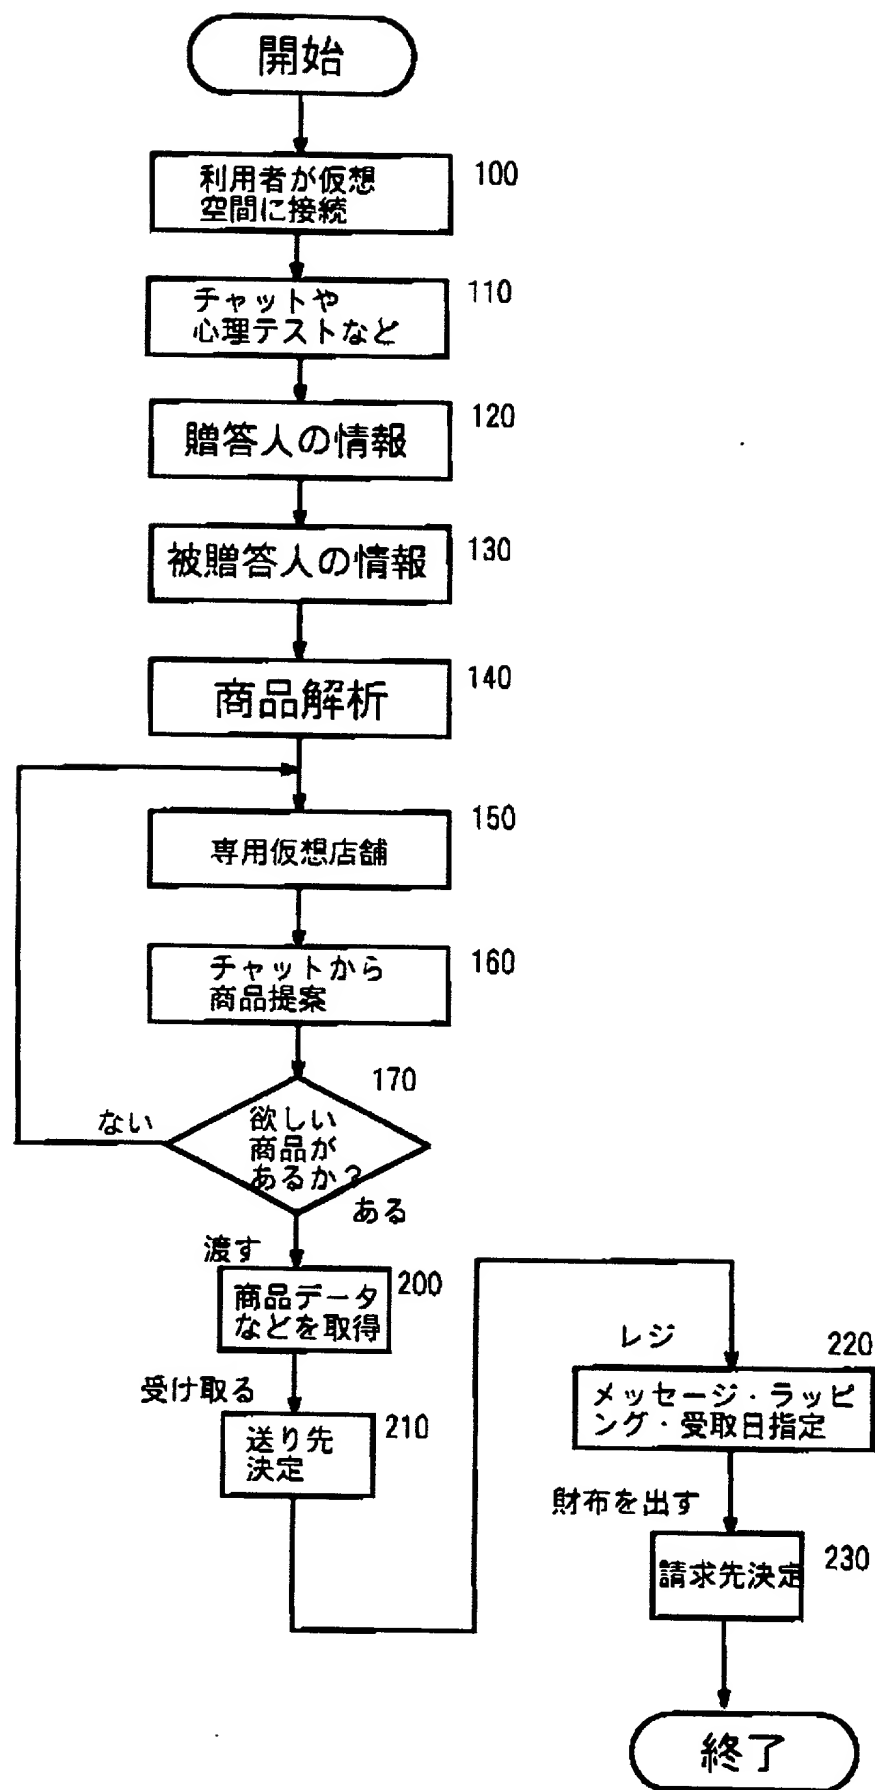 開始
利用者が仮想
空間に接続
100
チャットや
心理テストなど
110
贈答人の情報
120
被贈答人の情報
130
商品解析
140
専用仮想店舗
150
チャットから
商品提案
160
170
欲しい
商品が
あるか？
ない
ある
渡す
商品データ
などを取得
200
受け取る
送り先
決定
210
レジ
220
メッセージ・ラッピ
ング・受取日指定
財布を出す
請求先決定
230
終了